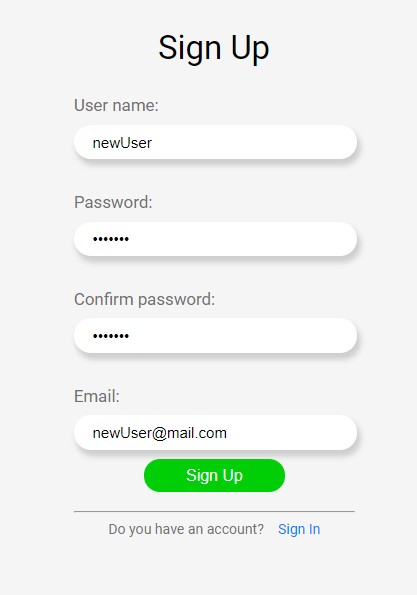 Sign Up
User name:
newUser
Password:
•••••••
Confirm password:
•••••••
Email:
newUser@mail.com
Sign Up
Do you have an account? Sign In